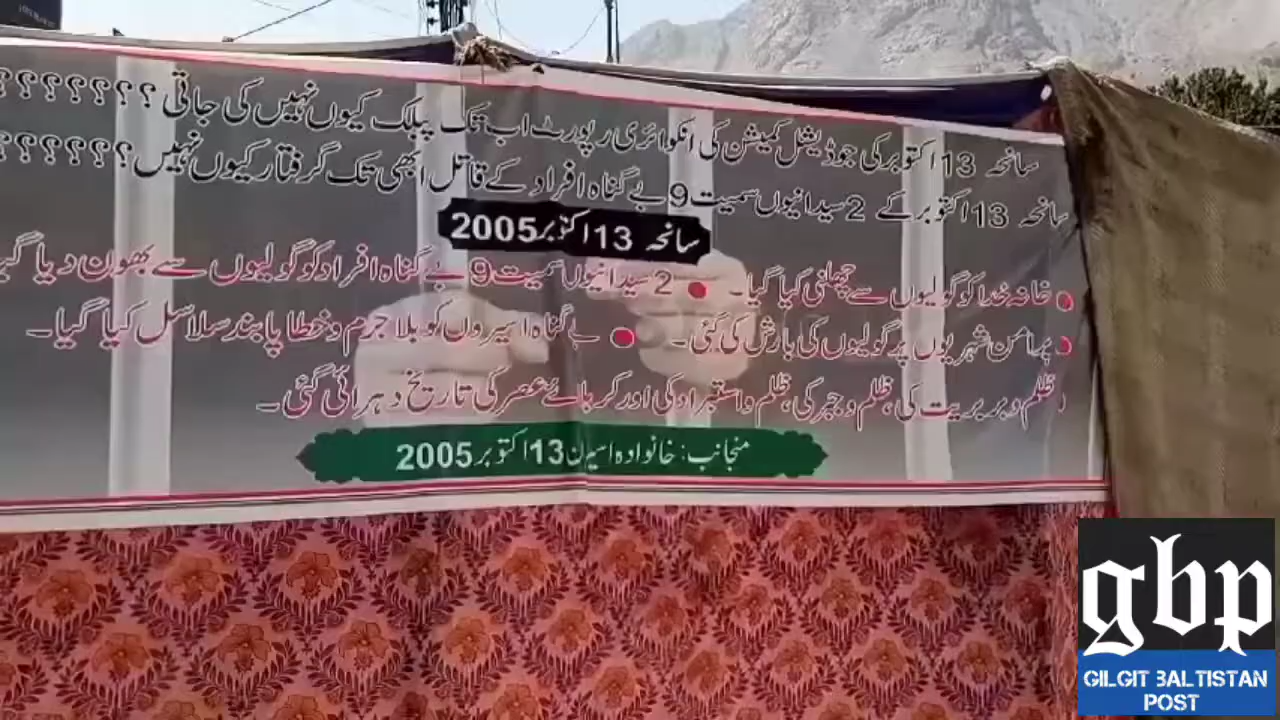 سانحہ 13 اکتوبر کی جوڈیشل کمیشن کی انکوائری رپورٹ اب تک پبلک کیوں نہیں کی جاتی ؟؟؟؟؟؟؟
سانحہ 13 اکتوبر کے 2 سیدانیوں سمیت 9 بے گناہ افراد کے قاتل ابھی تک گرفتار کیوں نہیں ؟؟؟؟؟؟؟
سانحہ 13 اکتوبر 2005
خانہ خدا کو گولیوں سے چھلنی کیا گیا۔ • 2 سیدانیوں سمیت 9 بے گناہ افراد کو گولیوں سے بھون دیا گیا
پرامن شہریوں پر گولیوں کی بارش کی گئی۔ • بے گناہ اسیروں کو بلا جرم و خطا پابند سلاسل کیا گیا۔
ظلم و بربریت کی، ظلم و جبر کی، ظلم و استبداد کی اور کربلائے عصر کی تاریخ دہرائی گئی۔
منجانب: خانوادہ اسیران 13 اکتوبر 2005
gbp
GILGIT BALTISTAN
POST